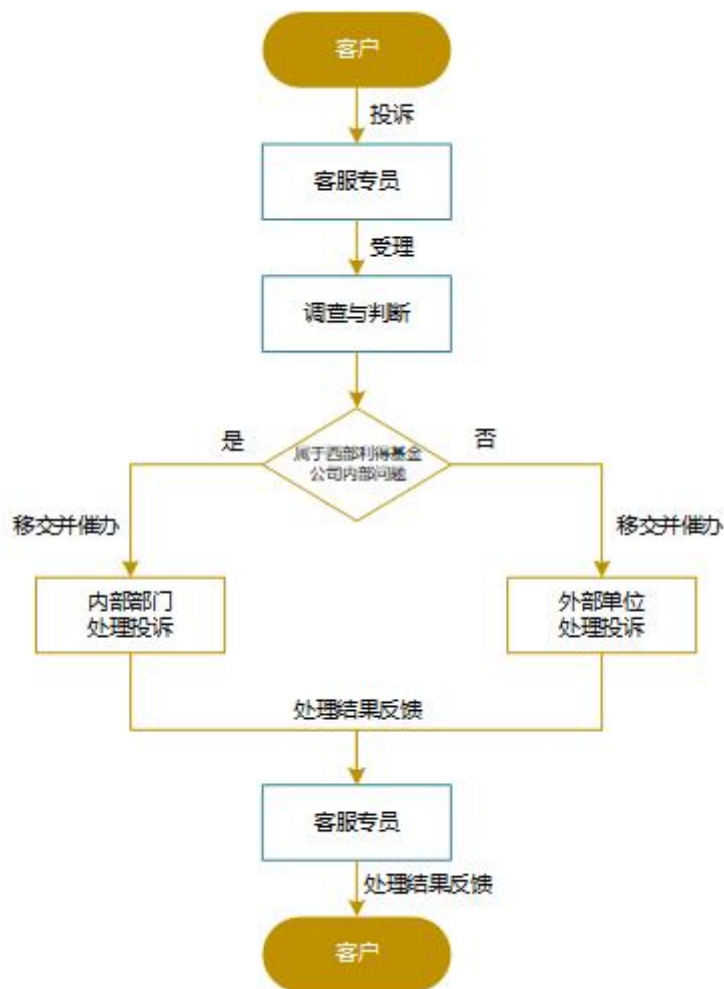 客户
投诉
客服专员
受理
调查与判断
是
否
属于西部利得基金
公司内部问题
移交并催办
移交并催办
内部部门
处理投诉
外部单位
处理投诉
处理结果反馈
客服专员
处理结果反馈
客户